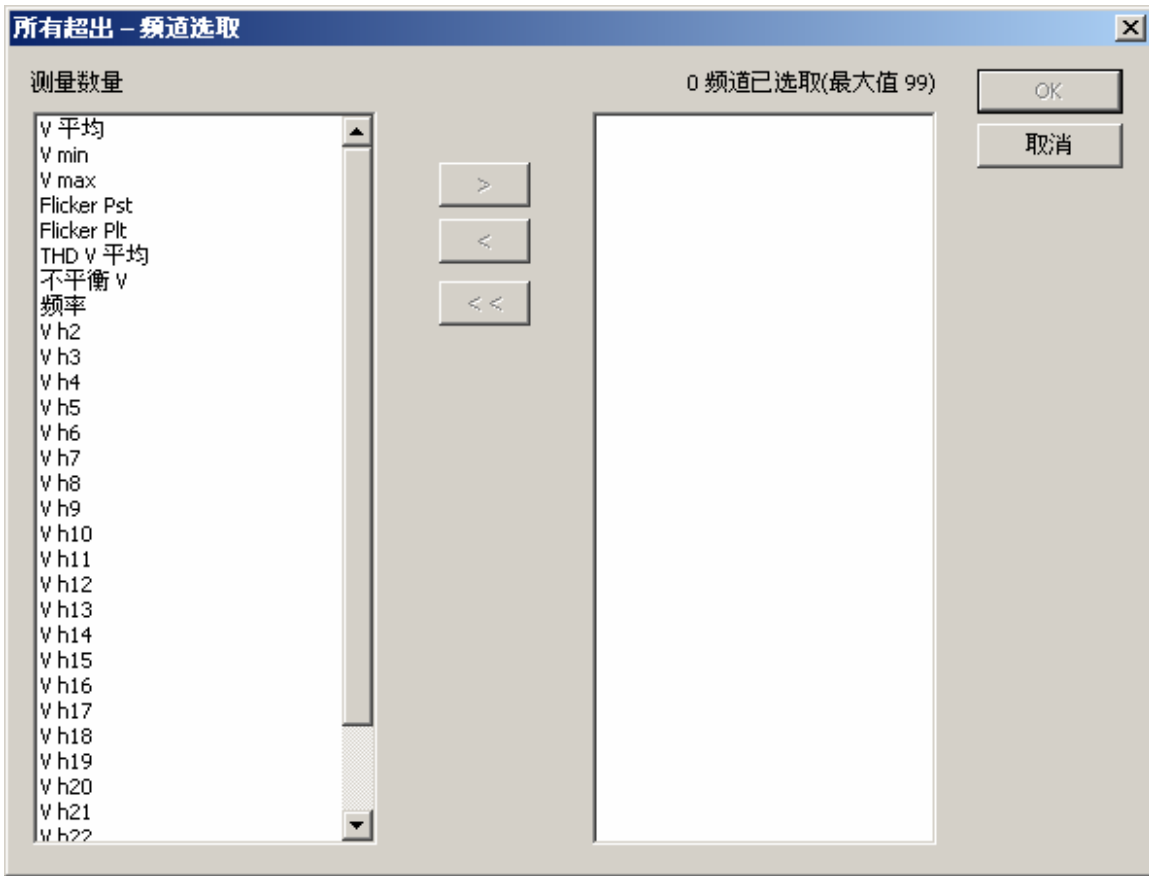 所有超出 – 頻道选取
测量数量
0 频道已选取(最大值 99)
OK
取消
V 平均
V min
V max
Flicker Pst
Flicker Plt
THD V 平均
不平衡 V
频率
V h2
V h3
V h4
V h5
V h6
V h7
V h8
V h9
V h10
V h11
V h12
V h13
V h14
V h15
V h16
V h17
V h18
V h19
V h20
V h21
V h22
>
<
< <